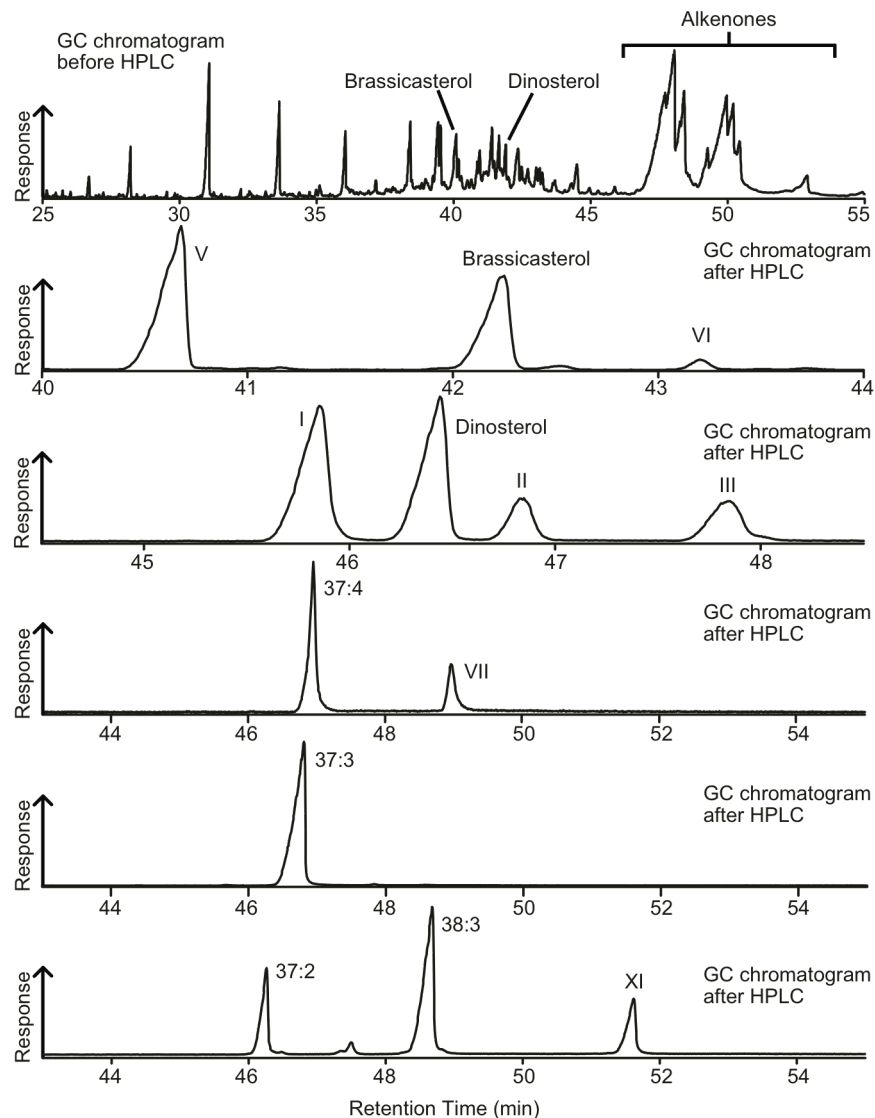 Alkenones
GC chromatogram
before HPLC
Brassicasterol
Dinosterol
Response
25 30 35 40 45 50 55
V
Brassicasterol
VI
GC chromatogram
after HPLC
Response
40 41 42 43 44
I
Dinosterol
II
III
GC chromatogram
after HPLC
Response
45 46 47 48
37:4
VII
GC chromatogram
after HPLC
Response
44 46 48 50 52 54
37:3
GC chromatogram
after HPLC
Response
44 46 48 50 52 54
37:2
38:3
XI
GC chromatogram
after HPLC
Response
44 46 48 50 52 54
Retention Time (min)